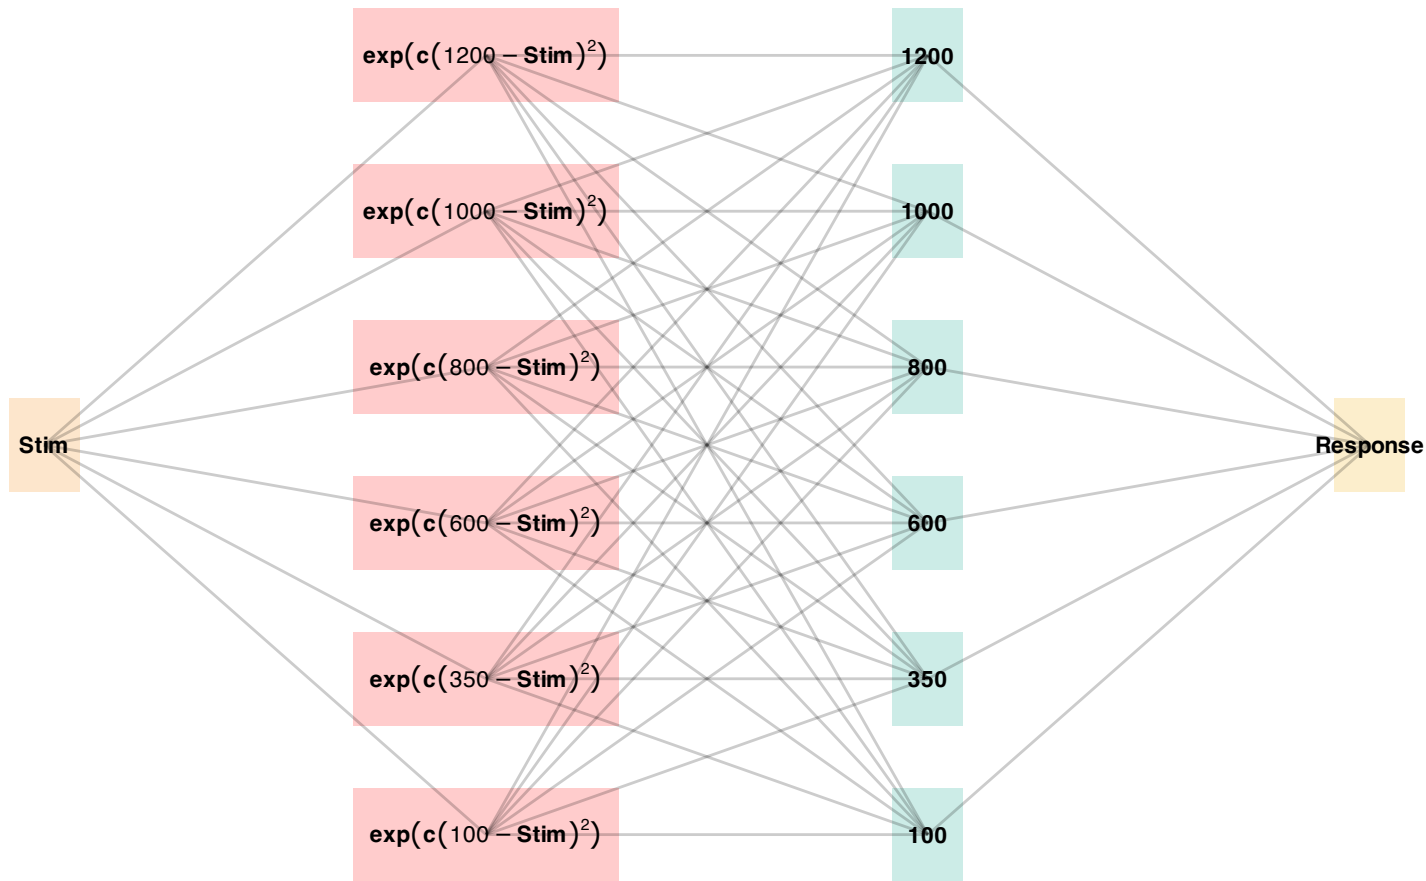 exp(c(1200 − Stim)²)
1200
exp(c(1000 − Stim)²)
1000
exp(c(800 − Stim)²)
800
Stim
Response
exp(c(600 − Stim)²)
600
exp(c(350 − Stim)²)
350
exp(c(100 − Stim)²)
100